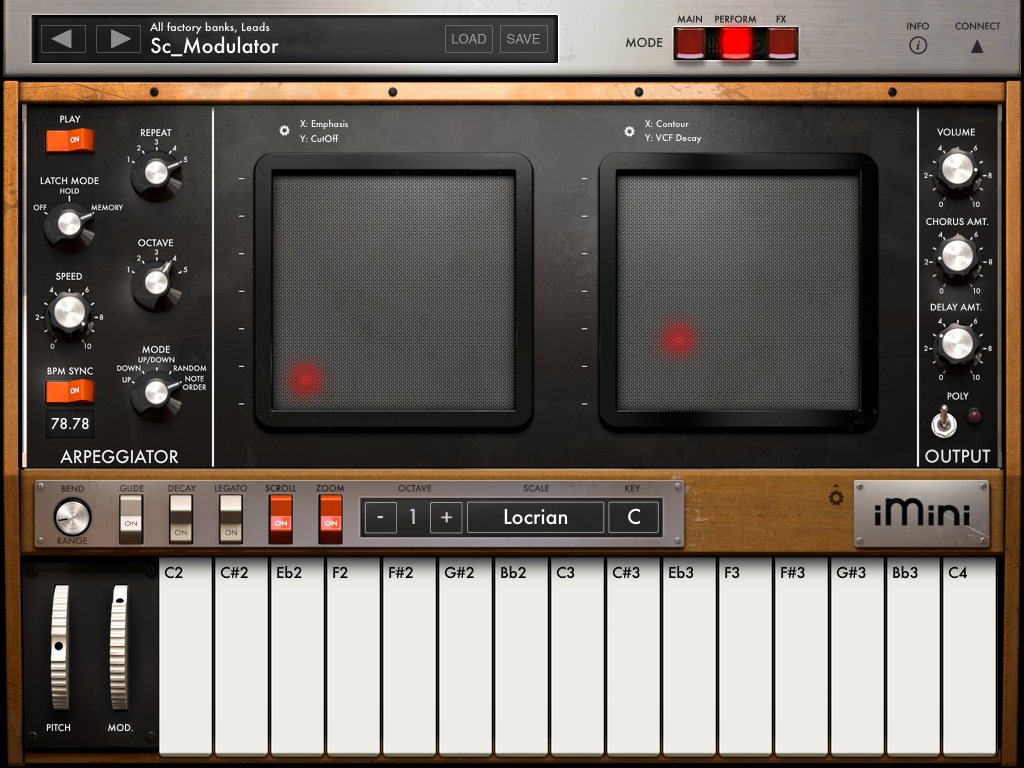 All factory banks, Leads
Sc_Modulator
LOAD
SAVE
MODE
MAIN
PERFORM
FX
INFO
i
CONNECT
PLAY
ON
REPEAT
1 2 3 4 5
LATCH MODE
OFF
HOLD
MEMORY
OCTAVE
1 2 3 4 5
SPEED
0 2 4 6 8 10
MODE
UP
DOWN
UP/DOWN
RANDOM
NOTE
ORDER
BPM SYNC
ON
78.78
ARPEGGIATOR
X: Emphasis
Y: CutOff
X: Contour
Y: VCF Decay
VOLUME
0 2 4 6 8 10
CHORUS AMT.
0 2 4 6 8 10
DELAY AMT.
0 2 4 6 8 10
POLY
OUTPUT
BEND
RANGE
GLIDE
ON
DECAY
ON
LEGATO
ON
SCROLL
ON
ZOOM
ON
OCTAVE
- 1 +
SCALE
Locrian
KEY
C
iMini
C2 C#2 Eb2 F2 F#2 G#2 Bb2 C3 C#3 Eb3 F3 F#3 G#3 Bb3 C4
PITCH
MOD.